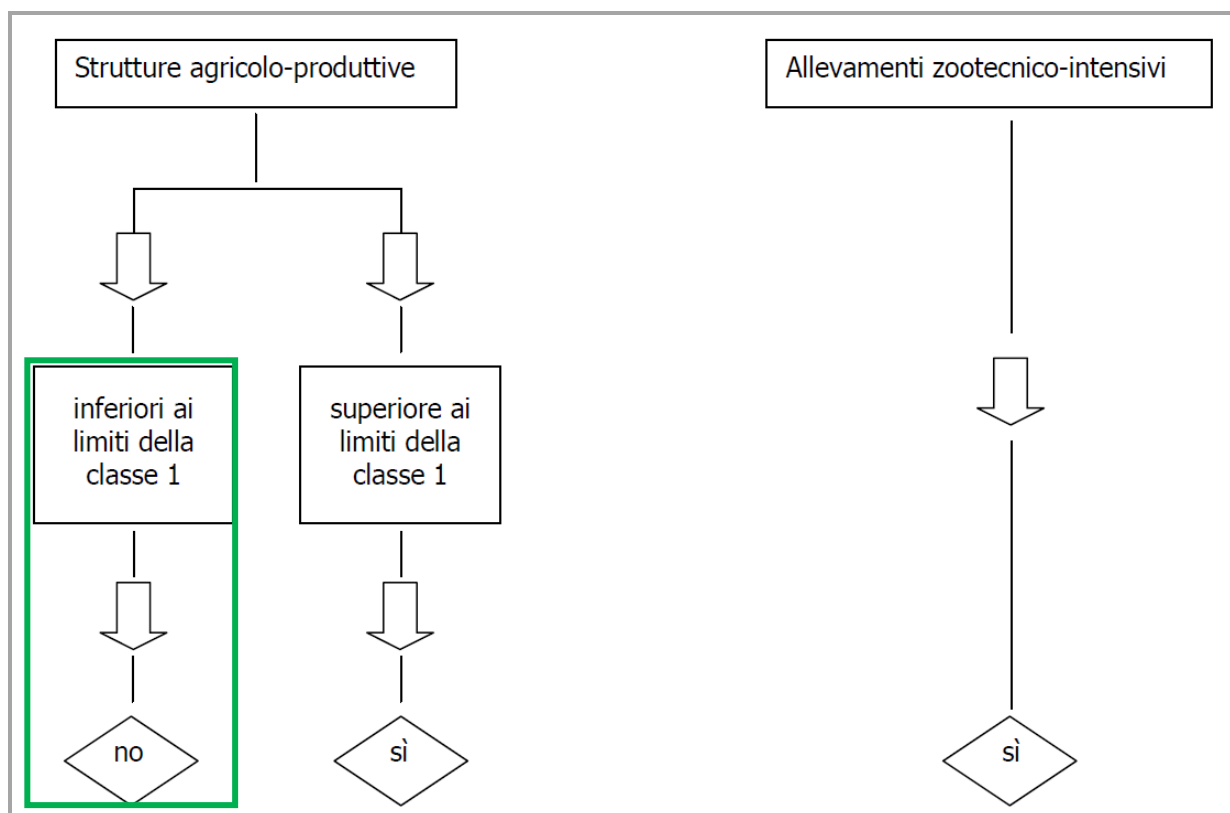 Strutture agricolo-produttive
Allevamenti zootecnico-intensivi
inferiori ai
limiti della
classe 1
superiore ai
limiti della
classe 1
no
sì
sì